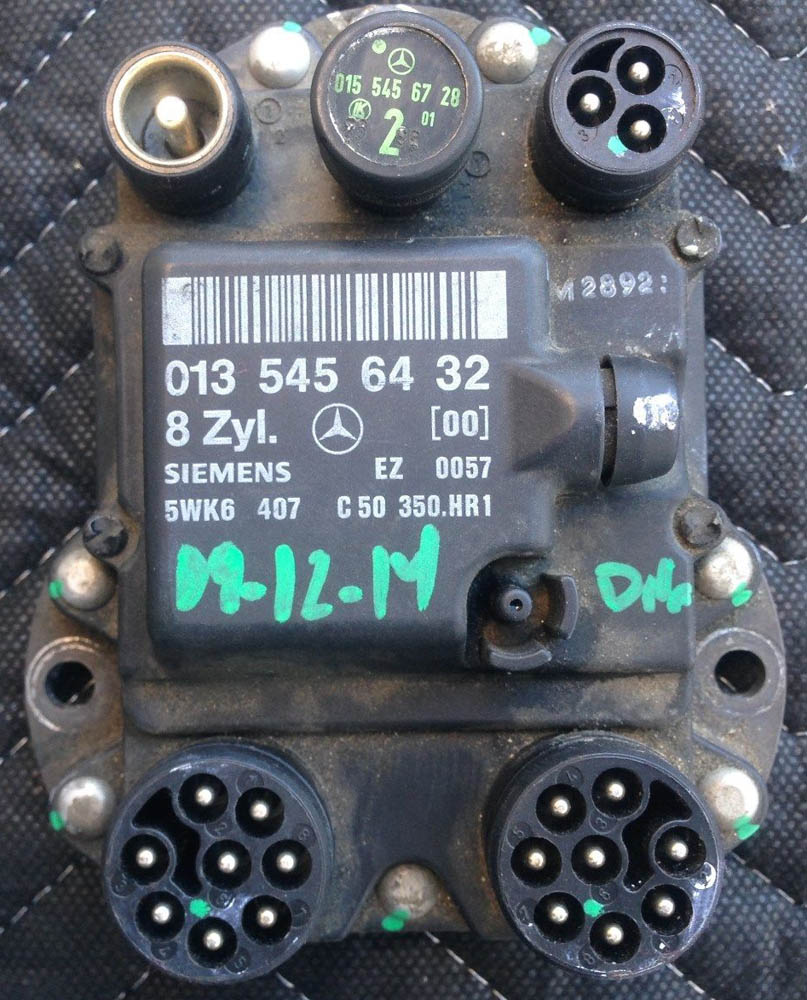 015 545 67 28
2 01
M2892
013 545 64 32
8 Zyl. [00]
SIEMENS EZ 0057
5WK6 407 C 50 350.HR1
09-12-14